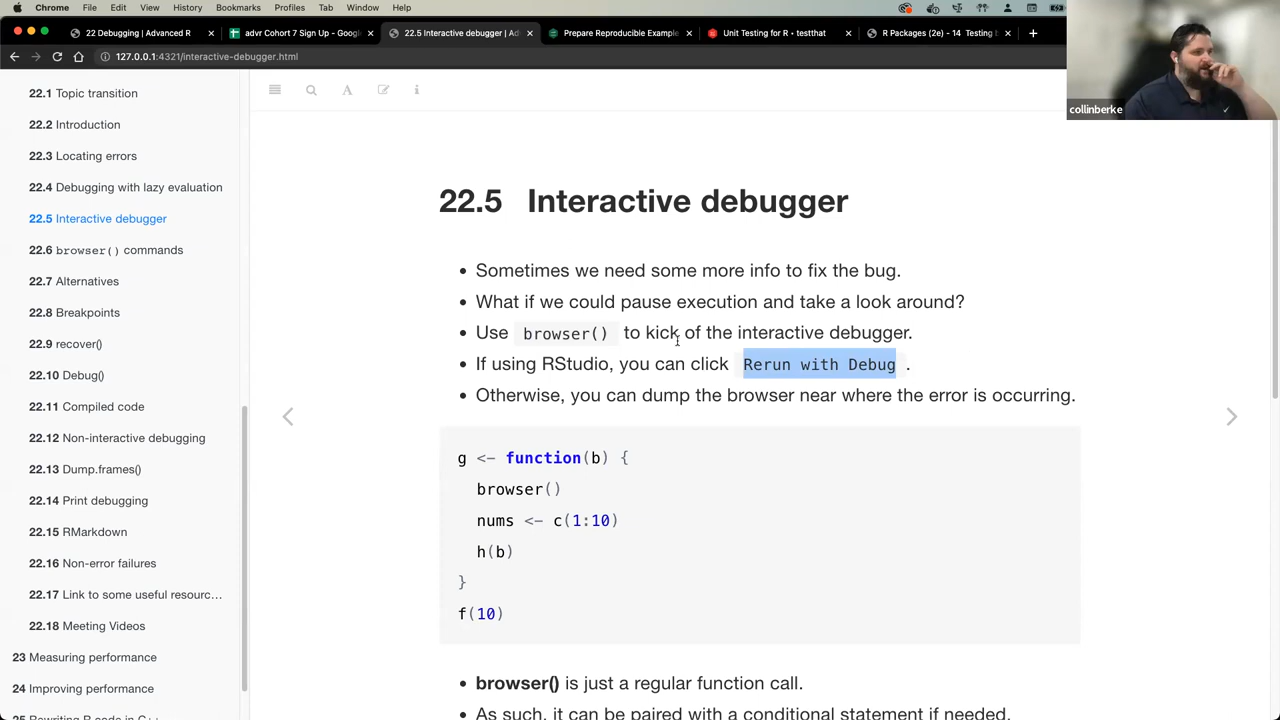 Chrome File Edit View History Bookmarks Profiles Tab Window Help
22 Debugging | Advanced R
advr Cohort 7 Sign Up - Googl
22.5 Interactive debugger | Ad
Prepare Reproducible Example
Unit Testing for R • testthat
R Packages (2e) - 14 Testing b
127.0.0.1:4321/interactive-debugger.html
collinberke
22.1 Topic transition
22.2 Introduction
22.3 Locating errors
22.4 Debugging with lazy evaluation
22.5 Interactive debugger
22.6 browser() commands
22.7 Alternatives
22.8 Breakpoints
22.9 recover()
22.10 Debug()
22.11 Compiled code
22.12 Non-interactive debugging
22.13 Dump.frames()
22.14 Print debugging
22.15 RMarkdown
22.16 Non-error failures
22.17 Link to some useful resourc…
22.18 Meeting Videos
23 Measuring performance
24 Improving performance
25 Rewriting R code in C++
22.5 Interactive debugger
• Sometimes we need some more info to fix the bug.
• What if we could pause execution and take a look around?
• Use browser() to kick of the interactive debugger.
• If using RStudio, you can click Rerun with Debug .
• Otherwise, you can dump the browser near where the error is occurring.
g <- function(b) {
browser()
nums <- c(1:10)
h(b)
}
f(10)
• browser() is just a regular function call.
• As such, it can be paired with a conditional statement if needed.